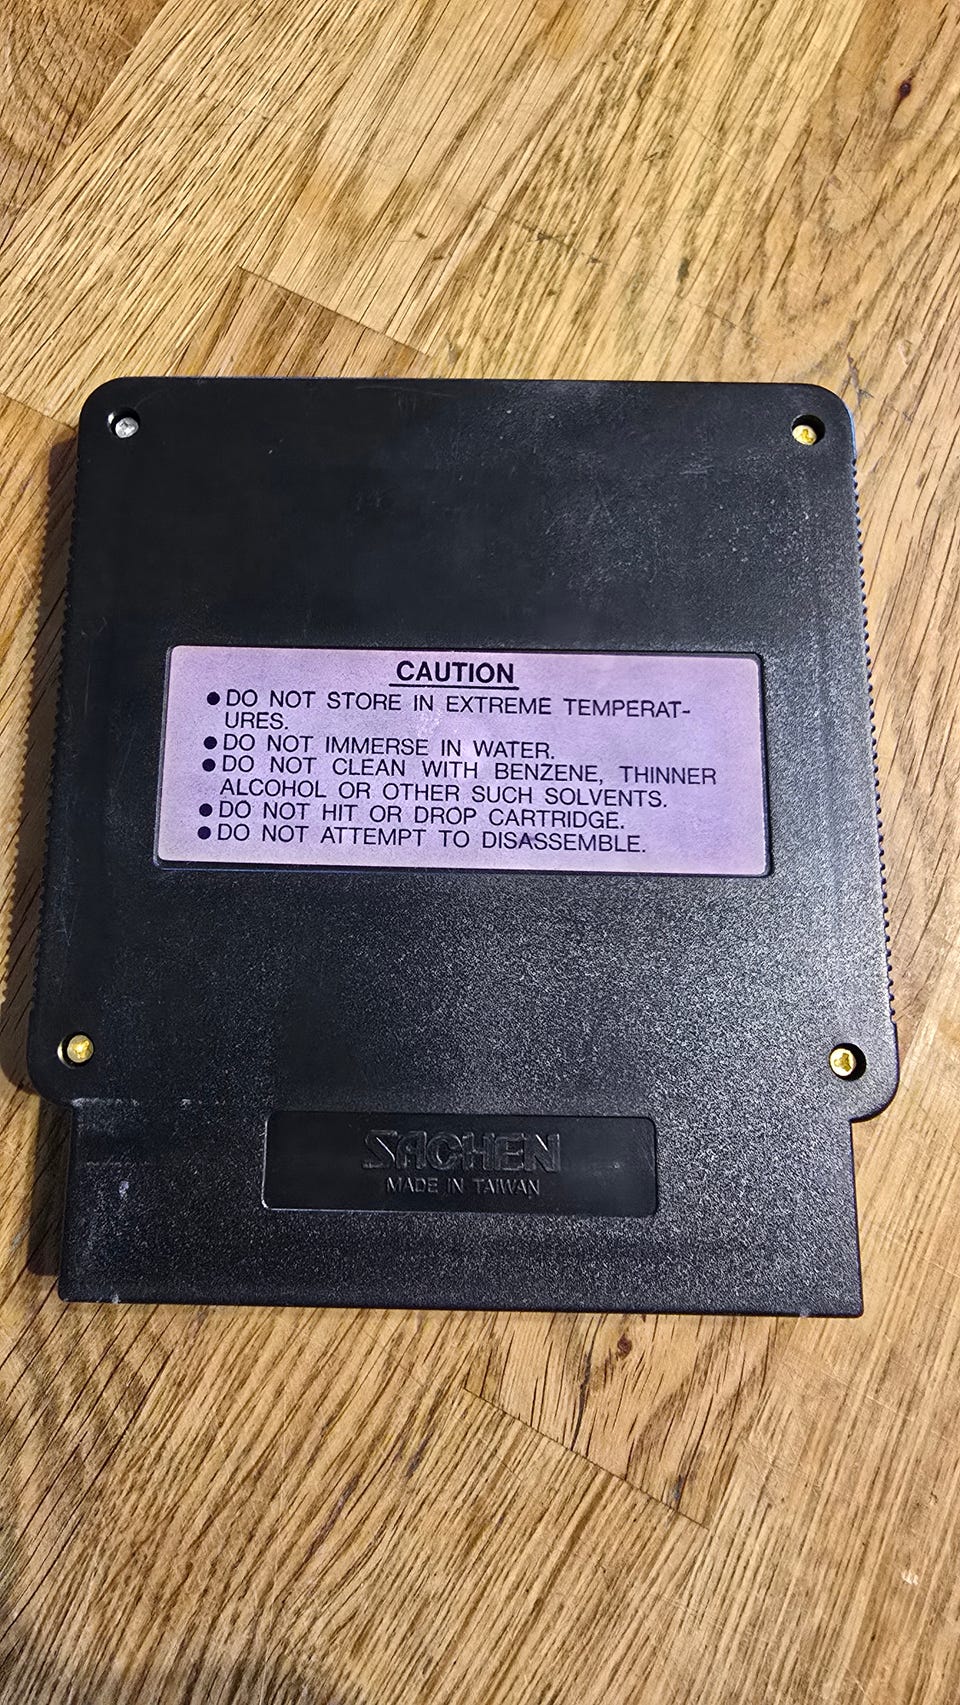 CAUTION
● DO NOT STORE IN EXTREME TEMPERAT-
URES.
● DO NOT IMMERSE IN WATER.
● DO NOT CLEAN WITH BENZENE, THINNER
ALCOHOL OR OTHER SUCH SOLVENTS.
● DO NOT HIT OR DROP CARTRIDGE.
● DO NOT ATTEMPT TO DISASSEMBLE.
SACHEN
MADE IN TAIWAN